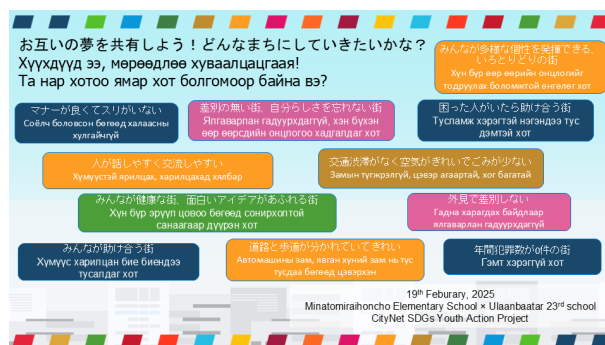 お互いの夢を共有しよう！どんなまちにしていきたいかな？
Хүүхдүүд ээ, мөрөөдлөө хуваалцацгаая!
Та нар хотоо ямар хот болгомоор байна вэ?
みんなが多様な個性を発揮できる、
いろとりどりの街
Хүн бүр өөр өөрийн онцлогийг
тодруулах боломжтой өнгөлөг хот
マナーが良くてスリがいない
Соёлч боловсон бөгөөд халаасны
хулгайчгүй
差別の無い街、自分らしさを忘れない街
Ялгаварлан гадуурхдаггүй, хэн бүхэн
өөр өөрсдийн онцлогоо хадгалдаг хот
困った人がいたら助け合う街
Тусламж хэрэгтэй нэгэндээ тус
дэмтэй хот
人が話しやすく交流しやすい
Хүмүүстэй ярилцах, харилцахад хялбар
交通渋滞がなく空気がきれいでごみが少ない
Замын түгжрэлгүй, цэвэр агаартай, хог багатай
みんなが健康な街、面白いアイデアがあふれる街
Хүн бүр эрүүл цовоо бөгөөд сонирхолтой
санаагаар дүүрэн хот
外見で差別しない
Гадна харагдах байдлаар
ялгаварлан гадуурхдаггүй
みんなが助け合う街
Хүмүүс харилцан бие биендээ
тусалдаг хот
道路と歩道が分かれていてきれい
Автомашины зам, явган хүний зам нь тус
тусдаа бөгөөд цэвэрхэн
年間犯罪数が0件の街
Гэмт хэрэггүй хот
19th Feburary, 2025
Minatomiraihoncho Elementary School × Ulaanbaatar 23rd school
CityNet SDGs Youth Action Project